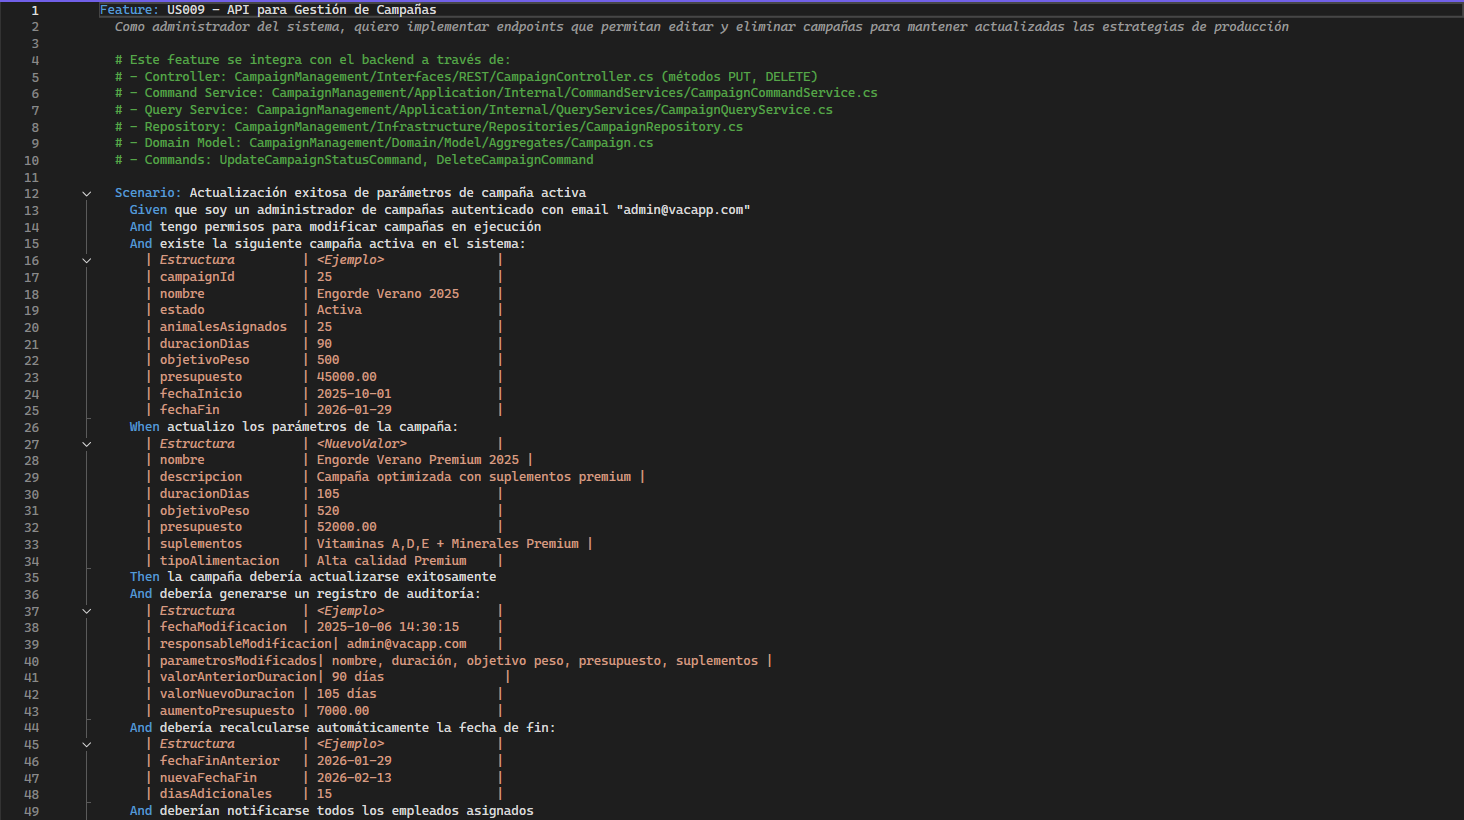 1 Feature: US009 - API para Gestión de Campañas
2 Como administrador del sistema, quiero implementar endpoints que permitan editar y eliminar campañas para mantener actualizadas las estrategias de producción
3
4 # Este feature se integra con el backend a través de:
5 # - Controller: CampaignManagement/Interfaces/REST/CampaignController.cs (métodos PUT, DELETE)
6 # - Command Service: CampaignManagement/Application/Internal/CommandServices/CampaignCommandService.cs
7 # - Query Service: CampaignManagement/Application/Internal/QueryServices/CampaignQueryService.cs
8 # - Repository: CampaignManagement/Infrastructure/Repositories/CampaignRepository.cs
9 # - Domain Model: CampaignManagement/Domain/Model/Aggregates/Campaign.cs
10 # - Commands: UpdateCampaignStatusCommand, DeleteCampaignCommand
11
12 Scenario: Actualización exitosa de parámetros de campaña activa
13 Given que soy un administrador de campañas autenticado con email "admin@vacapp.com"
14 And tengo permisos para modificar campañas en ejecución
15 And existe la siguiente campaña activa en el sistema:
16 | Estructura | <Ejemplo> |
17 | campaignId | 25 |
18 | nombre | Engorde Verano 2025 |
19 | estado | Activa |
20 | animalesAsignados | 25 |
21 | duracionDias | 90 |
22 | objetivoPeso | 500 |
23 | presupuesto | 45000.00 |
24 | fechaInicio | 2025-10-01 |
25 | fechaFin | 2026-01-29 |
26 When actualizo los parámetros de la campaña:
27 | Estructura | <NuevoValor> |
28 | nombre | Engorde Verano Premium 2025 |
29 | descripcion | Campaña optimizada con suplementos premium |
30 | duracionDias | 105 |
31 | objetivoPeso | 520 |
32 | presupuesto | 52000.00 |
33 | suplementos | Vitaminas A,D,E + Minerales Premium |
34 | tipoAlimentacion | Alta calidad Premium |
35 Then la campaña debería actualizarse exitosamente
36 And debería generarse un registro de auditoría:
37 | Estructura | <Ejemplo> |
38 | fechaModificacion | 2025-10-06 14:30:15 |
39 | responsableModificacion| admin@vacapp.com |
40 | parametrosModificados| nombre, duración, objetivo peso, presupuesto, suplementos |
41 | valorAnteriorDuracion| 90 días |
42 | valorNuevoDuracion | 105 días |
43 | aumentoPresupuesto | 7000.00 |
44 And debería recalcularse automáticamente la fecha de fin:
45 | Estructura | <Ejemplo> |
46 | fechaFinAnterior | 2026-01-29 |
47 | nuevaFechaFin | 2026-02-13 |
48 | diasAdicionales | 15 |
49 And deberían notificarse todos los empleados asignados